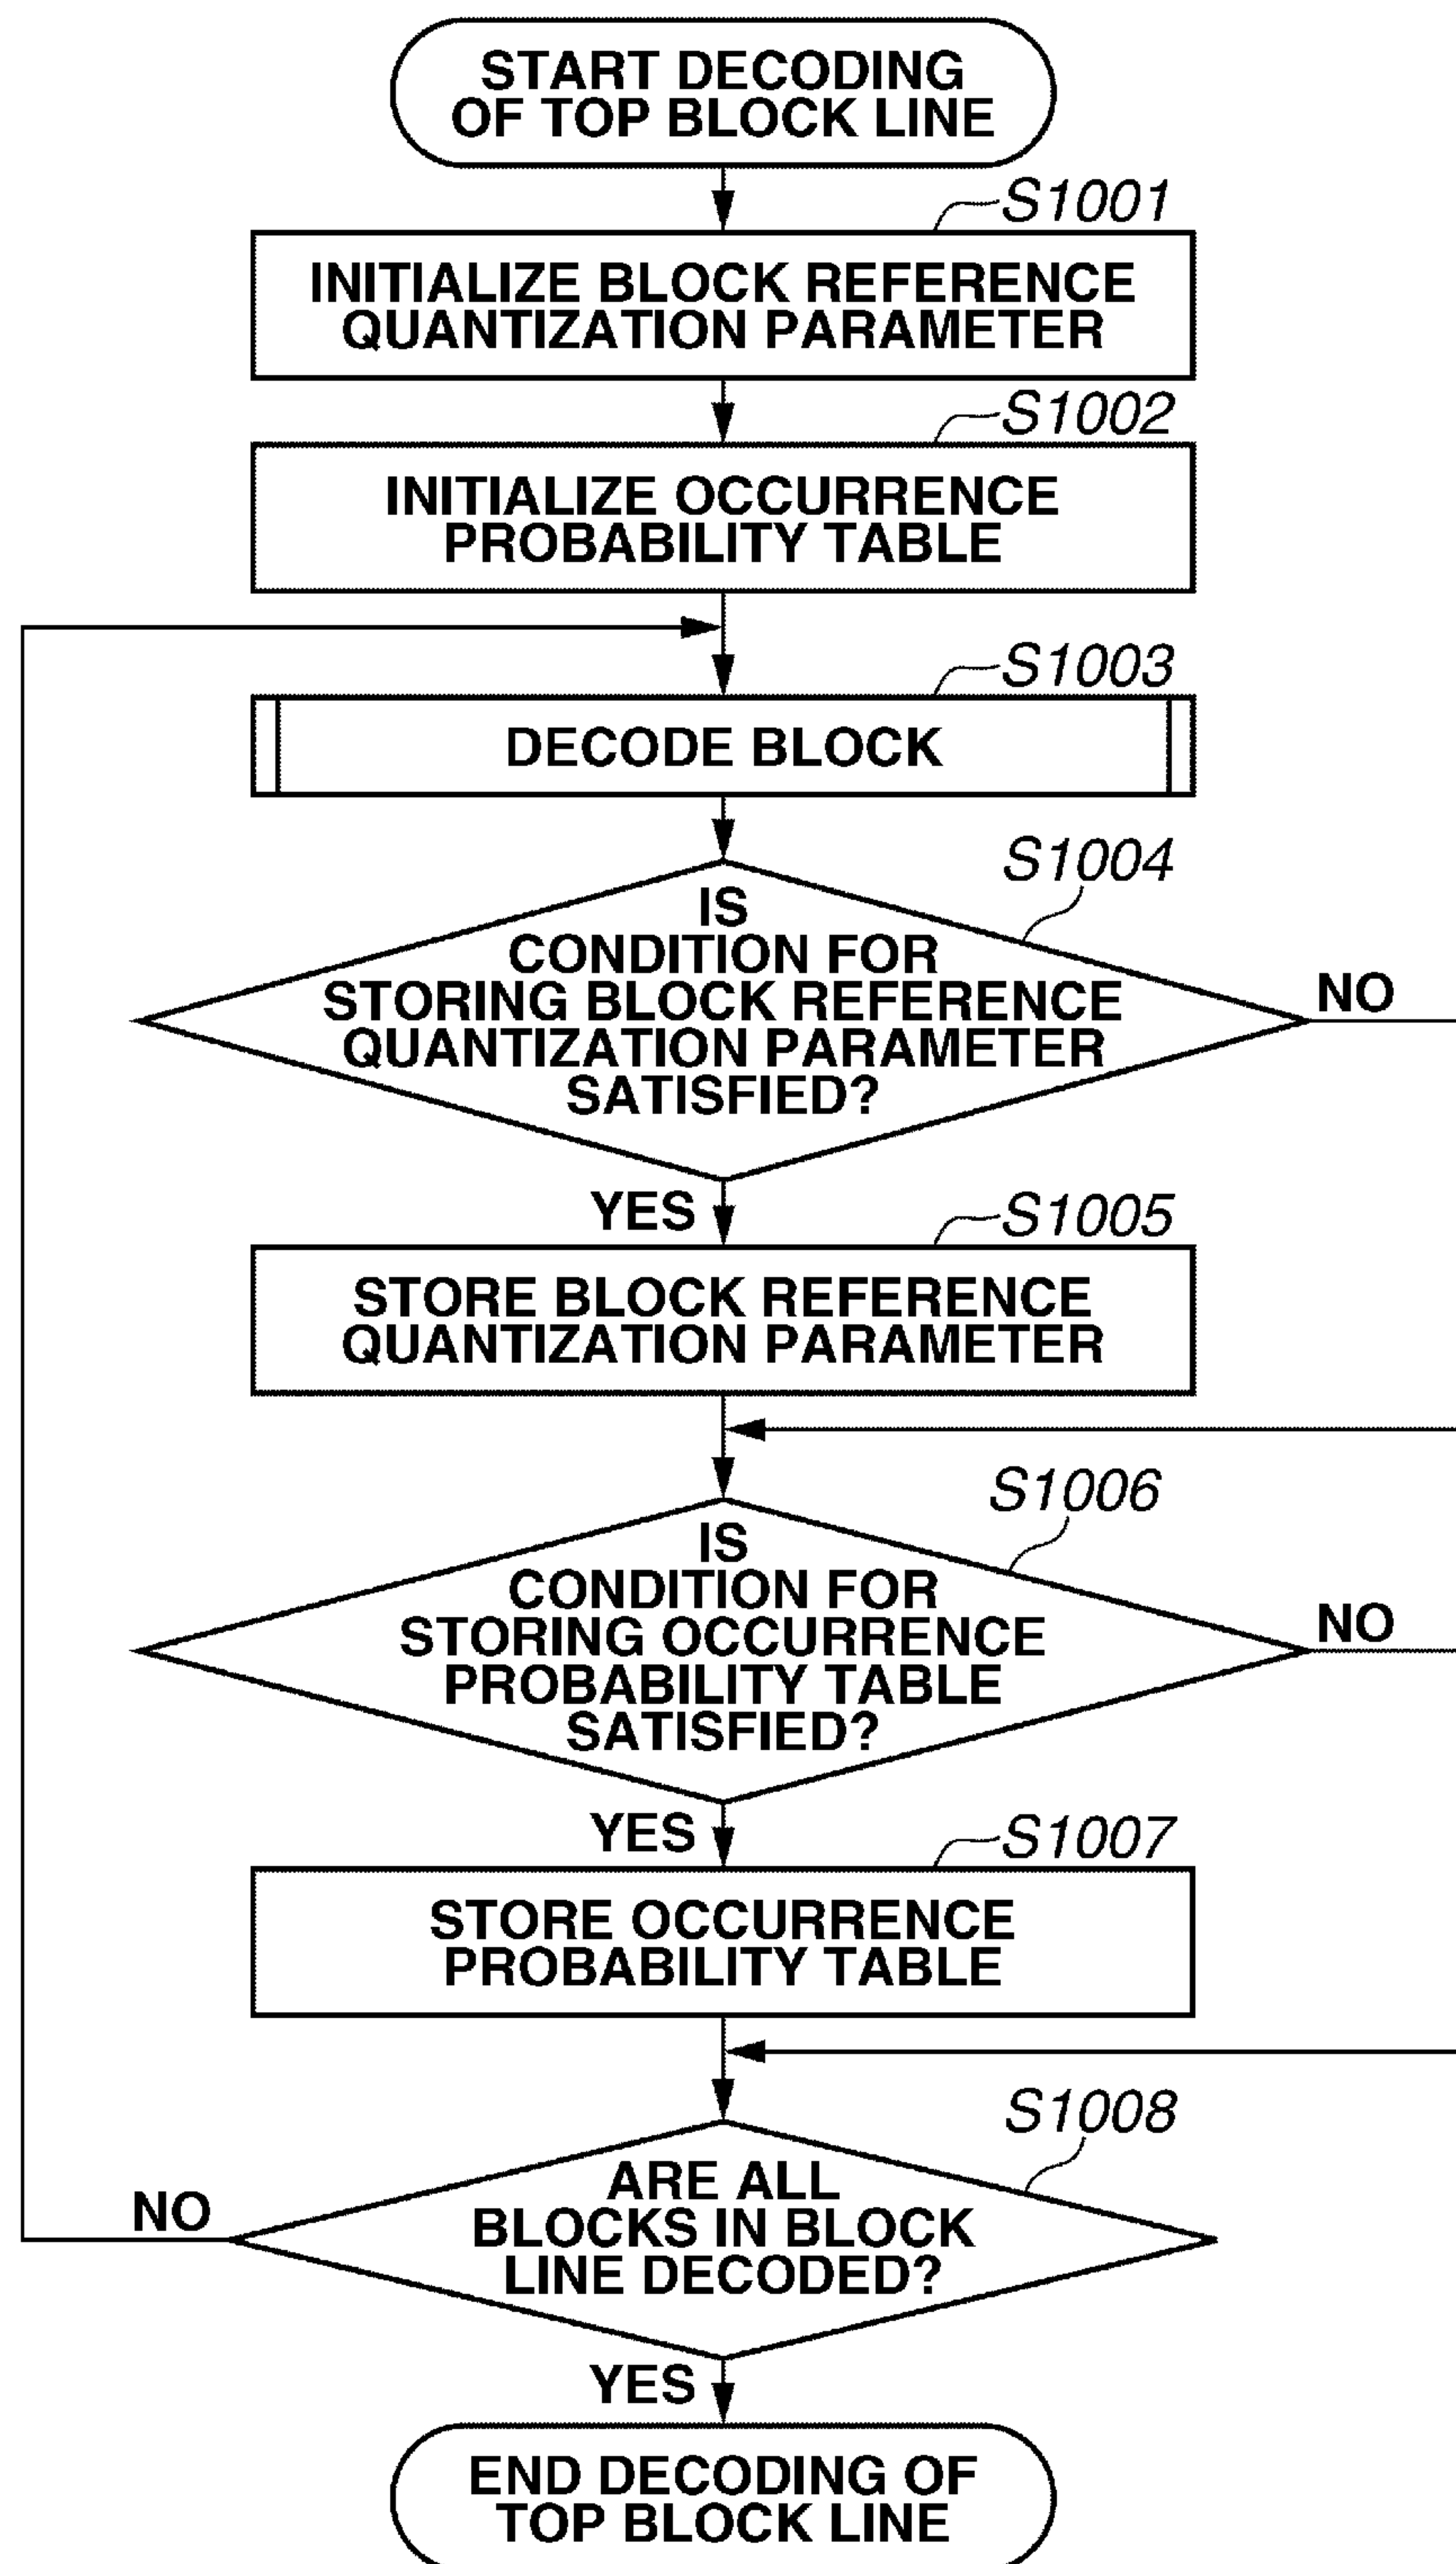 START DECODING
OF TOP BLOCK LINE
S1001
INITIALIZE BLOCK REFERENCE
QUANTIZATION PARAMETER
S1002
INITIALIZE OCCURRENCE
PROBABILITY TABLE
S1003
DECODE BLOCK
S1004
IS
CONDITION FOR
STORING BLOCK REFERENCE
QUANTIZATION PARAMETER
SATISFIED?
NO
YES
S1005
STORE BLOCK REFERENCE
QUANTIZATION PARAMETER
S1006
IS
CONDITION FOR
STORING OCCURRENCE
PROBABILITY TABLE
SATISFIED?
NO
YES
S1007
STORE OCCURRENCE
PROBABILITY TABLE
S1008
ARE ALL
BLOCKS IN BLOCK
LINE DECODED?
NO
YES
END DECODING OF
TOP BLOCK LINE